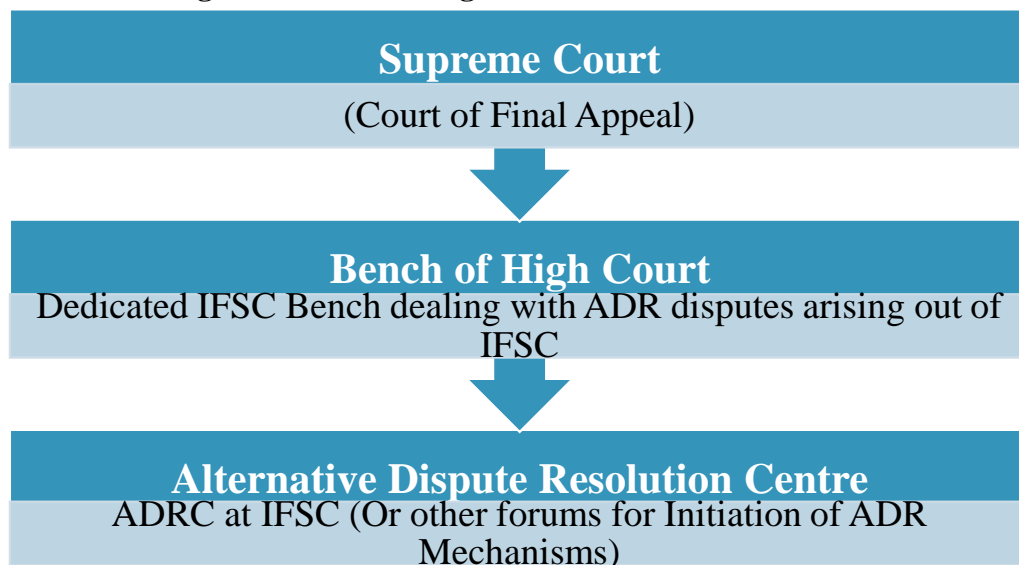 Supreme Court
(Court of Final Appeal)
Bench of High Court
Dedicated IFSC Bench dealing with ADR disputes arising out of
IFSC
Alternative Dispute Resolution Centre
ADRC at IFSC (Or other forums for Initiation of ADR
Mechanisms)